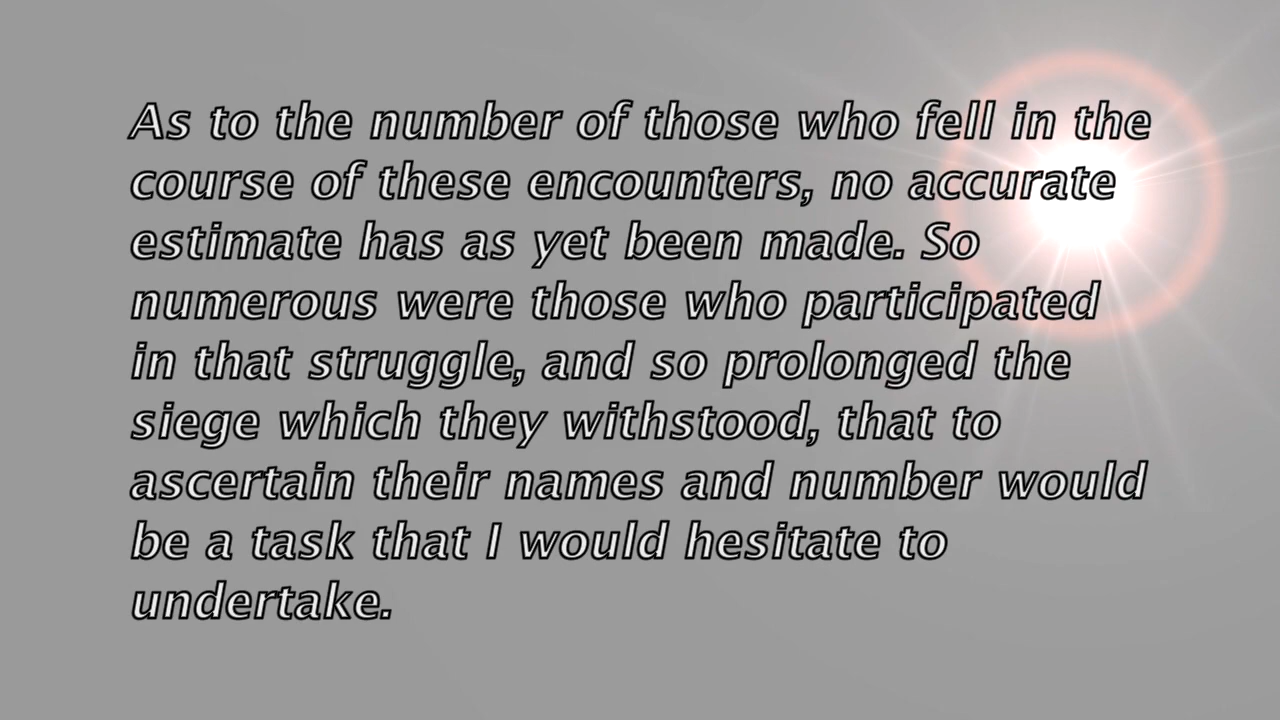 As to the number of those who fell in the
course of these encounters, no accurate
estimate has as yet been made. So
numerous were those who participated
in that struggle, and so prolonged the
siege which they withstood, that to
ascertain their names and number would
be a task that I would hesitate to
undertake.